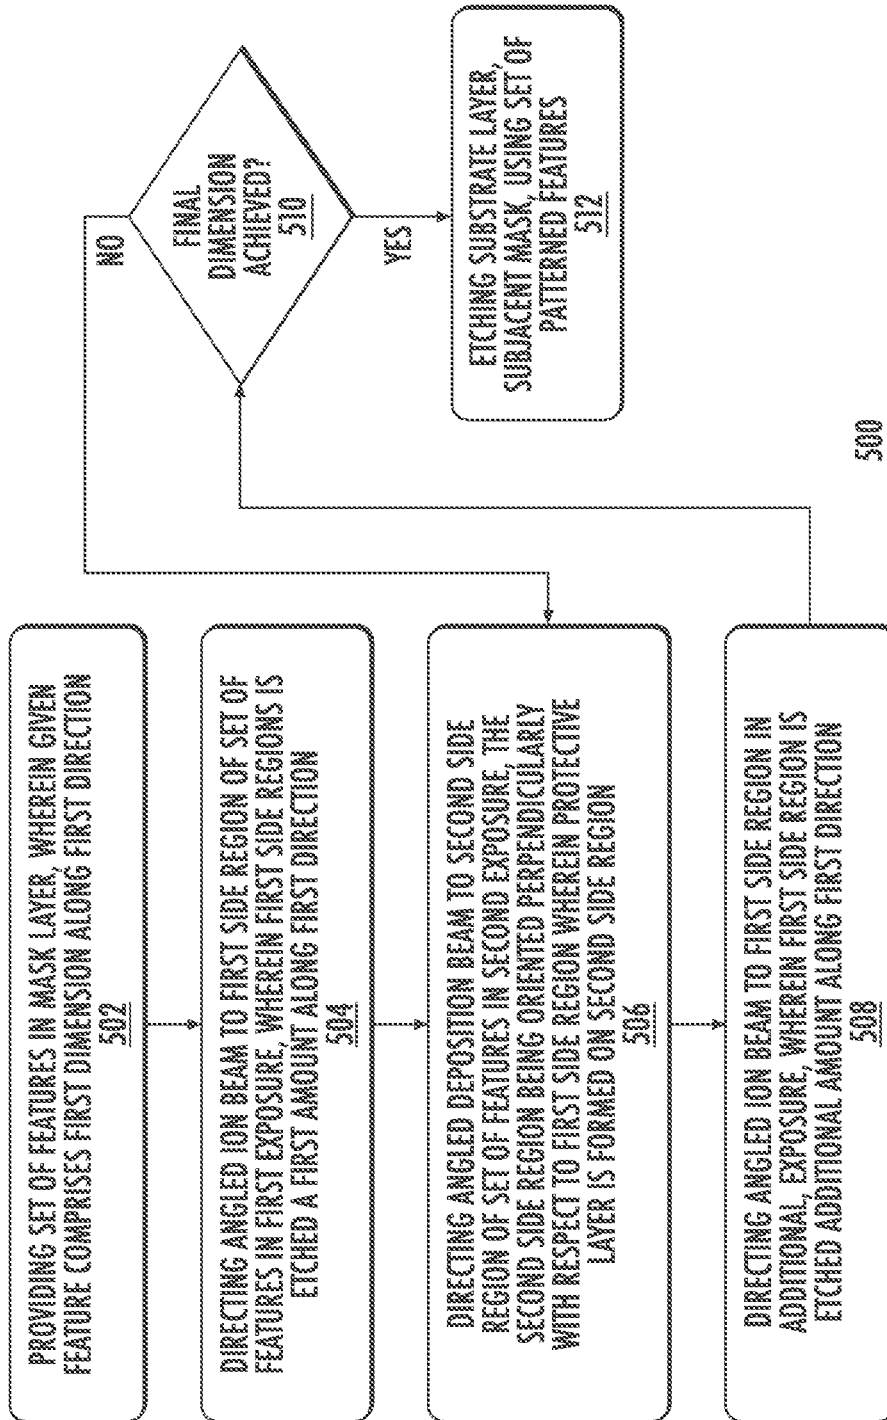 PROVIDING SET OF FEATURES IN MASK LAYER, WHEREIN GIVEN
FEATURE COMPRISES FIRST DIMENSION ALONG FIRST DIRECTION
502
DIRECTING ANGLED ION BEAM TO FIRST SIDE REGION OF SET OF
FEATURES IN FIRST EXPOSURE, WHEREIN FIRST SIDE REGIONS IS
ETCHED A FIRST AMOUNT ALONG FIRST DIRECTION
504
DIRECTING ANGLED DEPOSITION BEAM TO SECOND SIDE
REGION OF SET OF FEATURES IN SECOND EXPOSURE, THE
SECOND SIDE REGION BEING ORIENTED PERPENDICULARLY
WITH RESPECT TO FIRST SIDE REGION WHEREIN PROTECTIVE
LAYER IS FORMED ON SECOND SIDE REGION
506
DIRECTING ANGLED ION BEAM TO FIRST SIDE REGION IN
ADDITIONAL, EXPOSURE, WHEREIN FIRST SIDE REGION IS
ETCHED ADDITIONAL AMOUNT ALONG FIRST DIRECTION
508
NO
FINAL
DIMENSION
ACHIEVED?
510
YES
ETCHING SUBSTRATE LAYER,
SUBJACENT MASK, USING SET OF
PATTERNED FEATURES
512
500